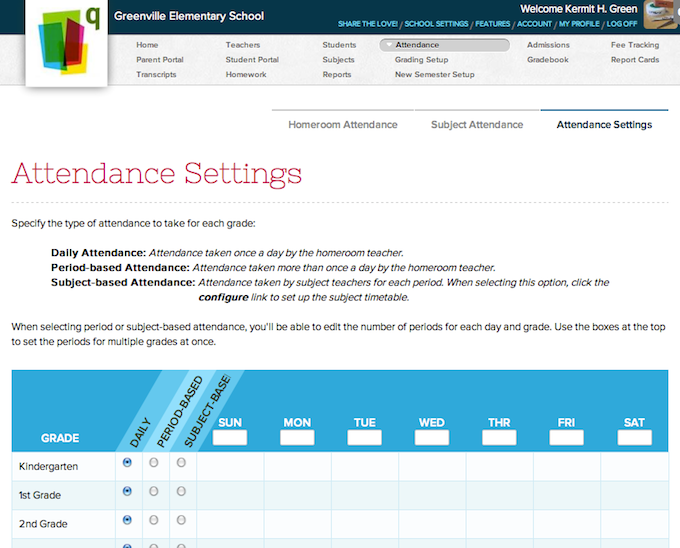 q
Greenville Elementary School
Welcome Kermit H. Green
SHARE THE LOVE! / SCHOOL SETTINGS / FEATURES / ACCOUNT / MY PROFILE / LOG OFF
Home Teachers Students Attendance Admissions Fee Tracking
Parent Portal Student Portal Subjects Grading Setup Gradebook Report Cards
Transcripts Homework Reports New Semester Setup
Homeroom Attendance Subject Attendance Attendance Settings
Attendance Settings
Specify the type of attendance to take for each grade:
Daily Attendance: Attendance taken once a day by the homeroom teacher.
Period-based Attendance: Attendance taken more than once a day by the homeroom teacher.
Subject-based Attendance: Attendance taken by subject teachers for each period. When selecting this option, click the
configure link to set up the subject timetable.
When selecting period or subject-based attendance, you'll be able to edit the number of periods for each day and grade. Use the boxes at the top
to set the periods for multiple grades at once.
GRADE DAILY PERIOD-BASED SUBJECT-BASE SUN MON TUE WED THR FRI SAT
Kindergarten
1st Grade
2nd Grade